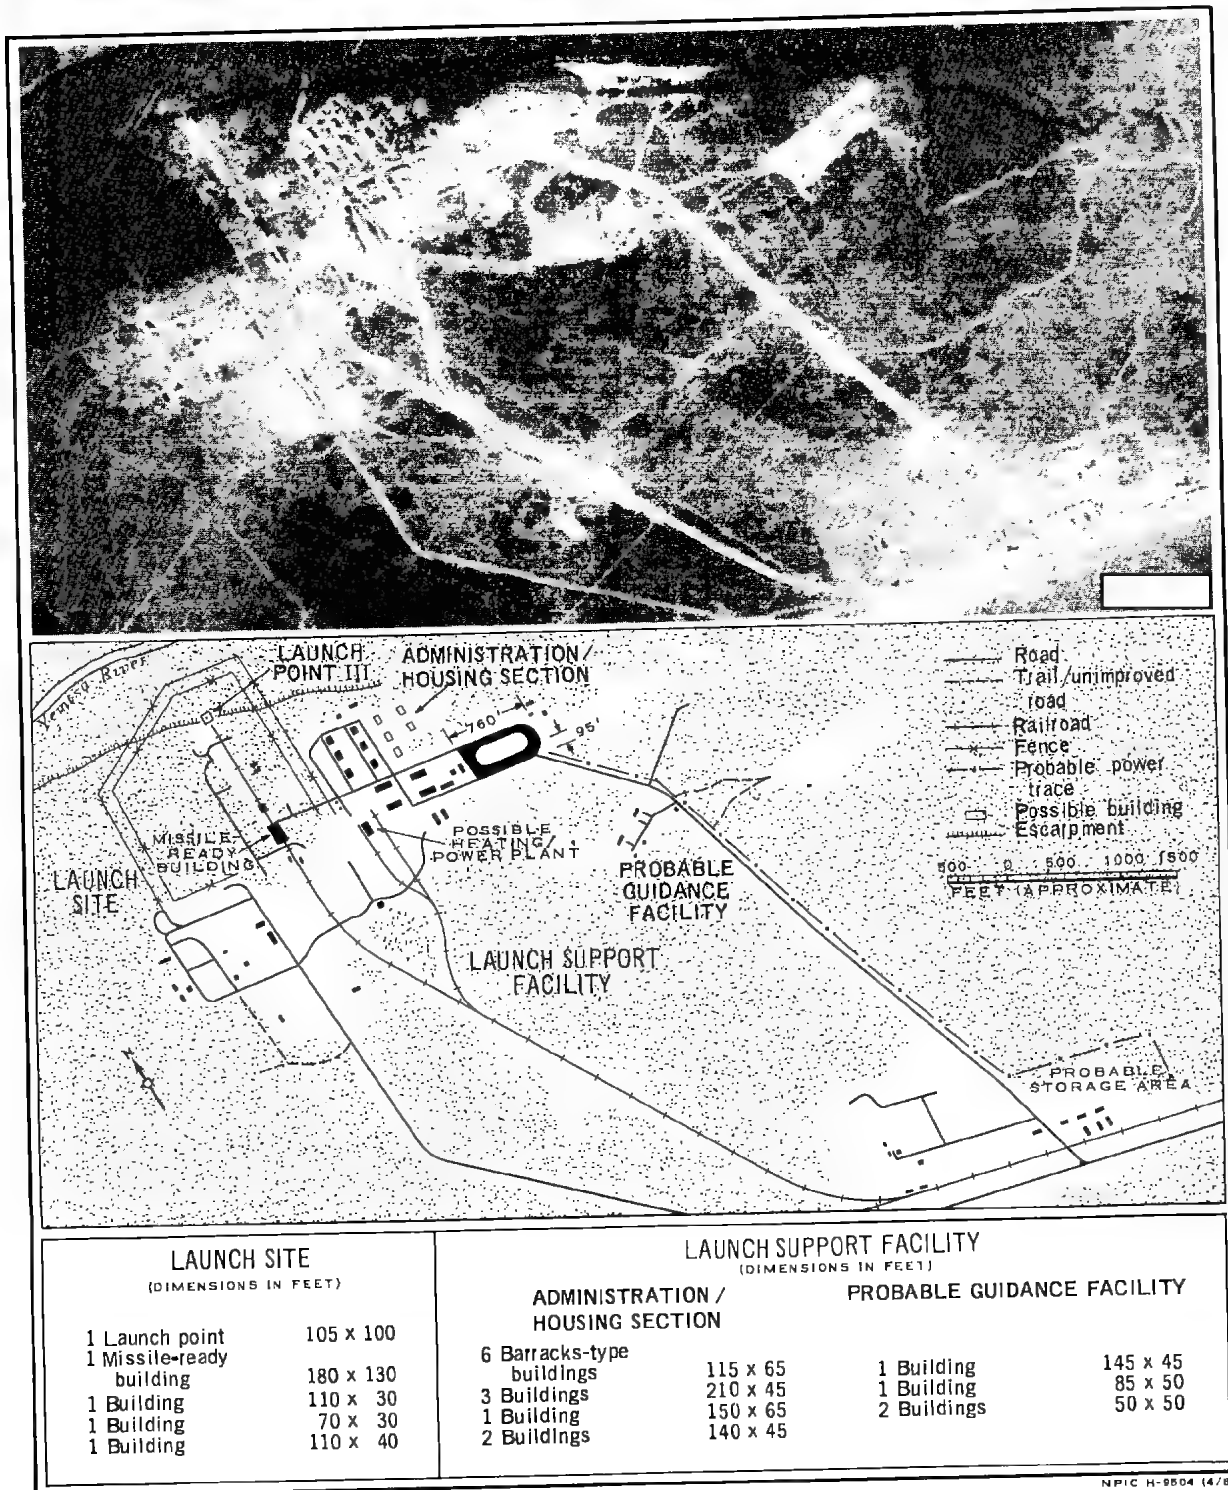 Yemtsa River
LAUNCH
POINT III
ADMINISTRATION/
HOUSING SECTION
760'
95'
Road
Trail/unimproved
road
Railroad
Fence
Probable power
trace
Possible building
Escarpment
500 0 500 1000 1500
FEET (APPROXIMATE)
MISSILE-
READY
BUILDING
POSSIBLE
HEATING/
POWER PLANT
LAUNCH
SITE
PROBABLE
GUIDANCE
FACILITY
LAUNCH SUPPORT
FACILITY
N
PROBABLE
STORAGE AREA
LAUNCH SITE
(DIMENSIONS IN FEET)
1 Launch point 105 x 100
1 Missile-ready
building 180 x 130
1 Building 110 x 30
1 Building 70 x 30
1 Building 110 x 40
LAUNCH SUPPORT FACILITY
(DIMENSIONS IN FEET)
ADMINISTRATION/
HOUSING SECTION
6 Barracks-type
buildings 115 x 65
3 Buildings 210 x 45
1 Building 150 x 65
2 Buildings 140 x 45
PROBABLE GUIDANCE FACILITY
1 Building 145 x 45
1 Building 85 x 50
2 Buildings 50 x 50
NPIC H-9504 (4/6